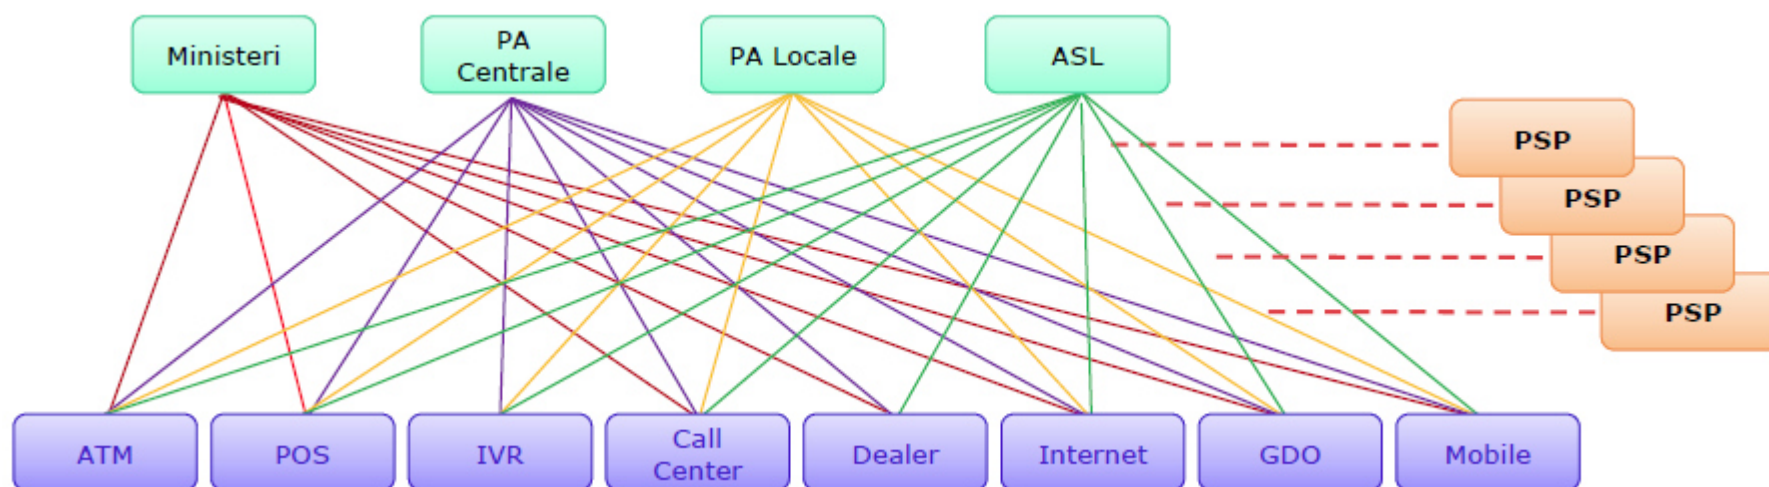 Ministeri
PA
Centrale
PA Locale
ASL
PSP
PSP
PSP
PSP
ATM
POS
IVR
Call
Center
Dealer
Internet
GDO
Mobile